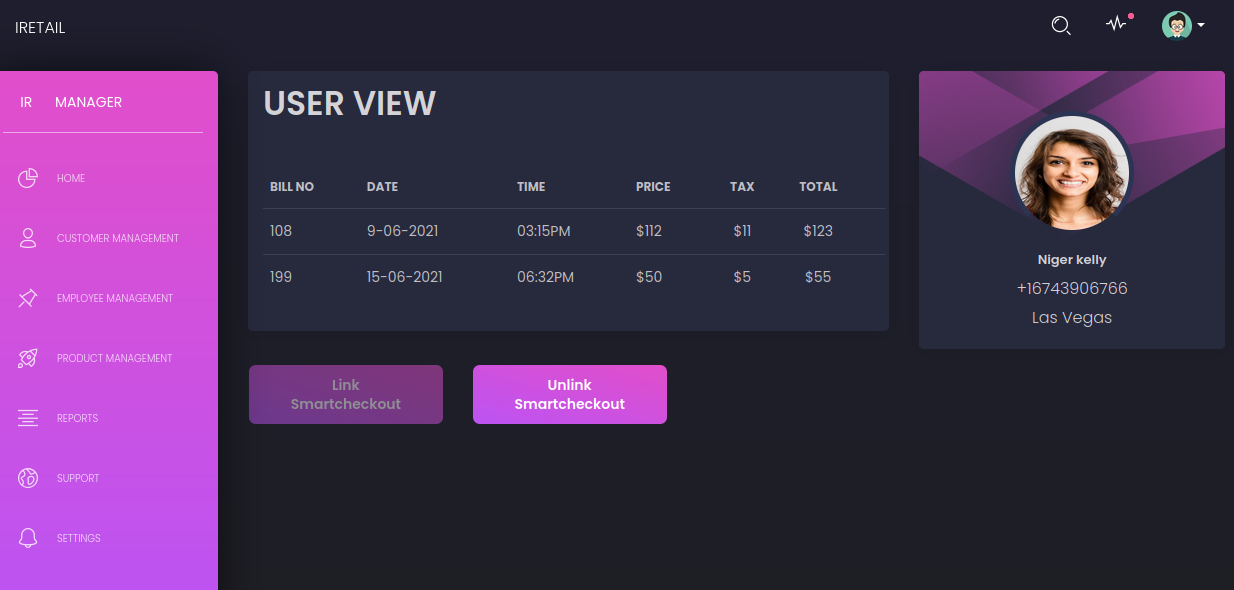 IRETAIL
IR MANAGER
HOME
CUSTOMER MANAGEMENT
EMPLOYEE MANAGEMENT
PRODUCT MANAGEMENT
REPORTS
SUPPORT
SETTINGS
USER VIEW
BILL NO DATE TIME PRICE TAX TOTAL
108 9-06-2021 03:15PM $112 $11 $123
199 15-06-2021 06:32PM $50 $5 $55
Link
Smartcheckout
Unlink
Smartcheckout
Niger kelly
+16743906766
Las Vegas